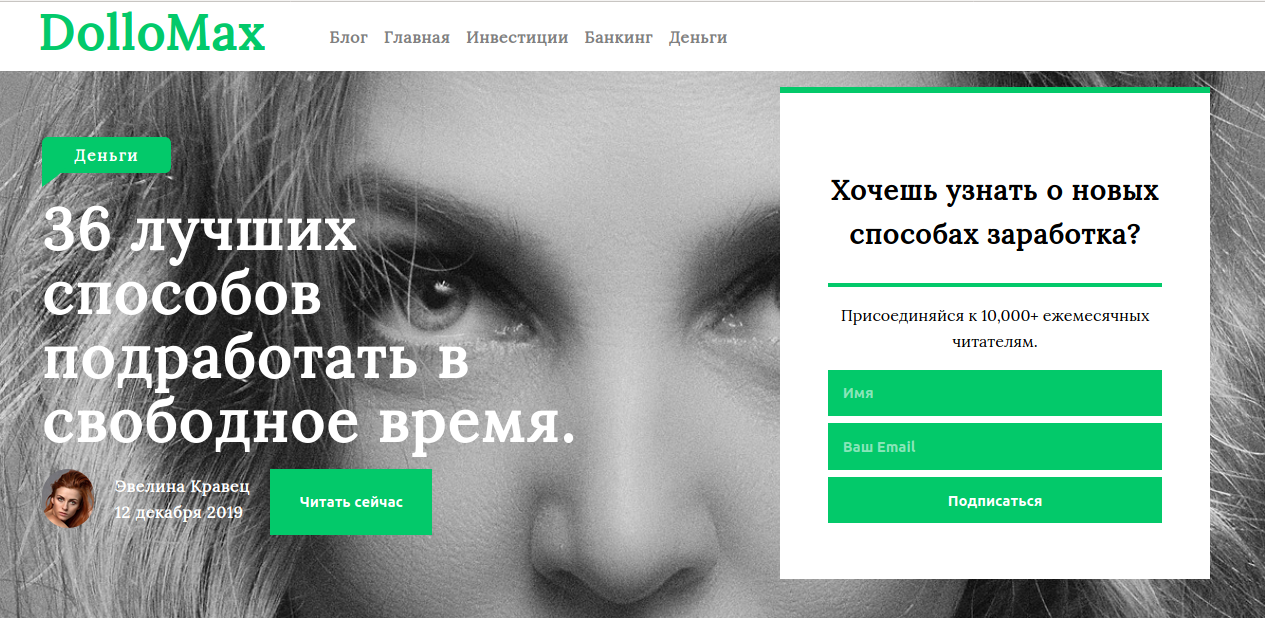 DolloMax
Блог Главная Инвестиции Банкинг Деньги
Деньги
36 лучших
способов
подработать в
свободное время.
Эвелина Кравец
12 декабря 2019
Читать сейчас
Хочешь узнать о новых
способах заработка?
Присоединяйся к 10,000+ ежемесячных
читателям.
Имя
Ваш Email
Подписаться